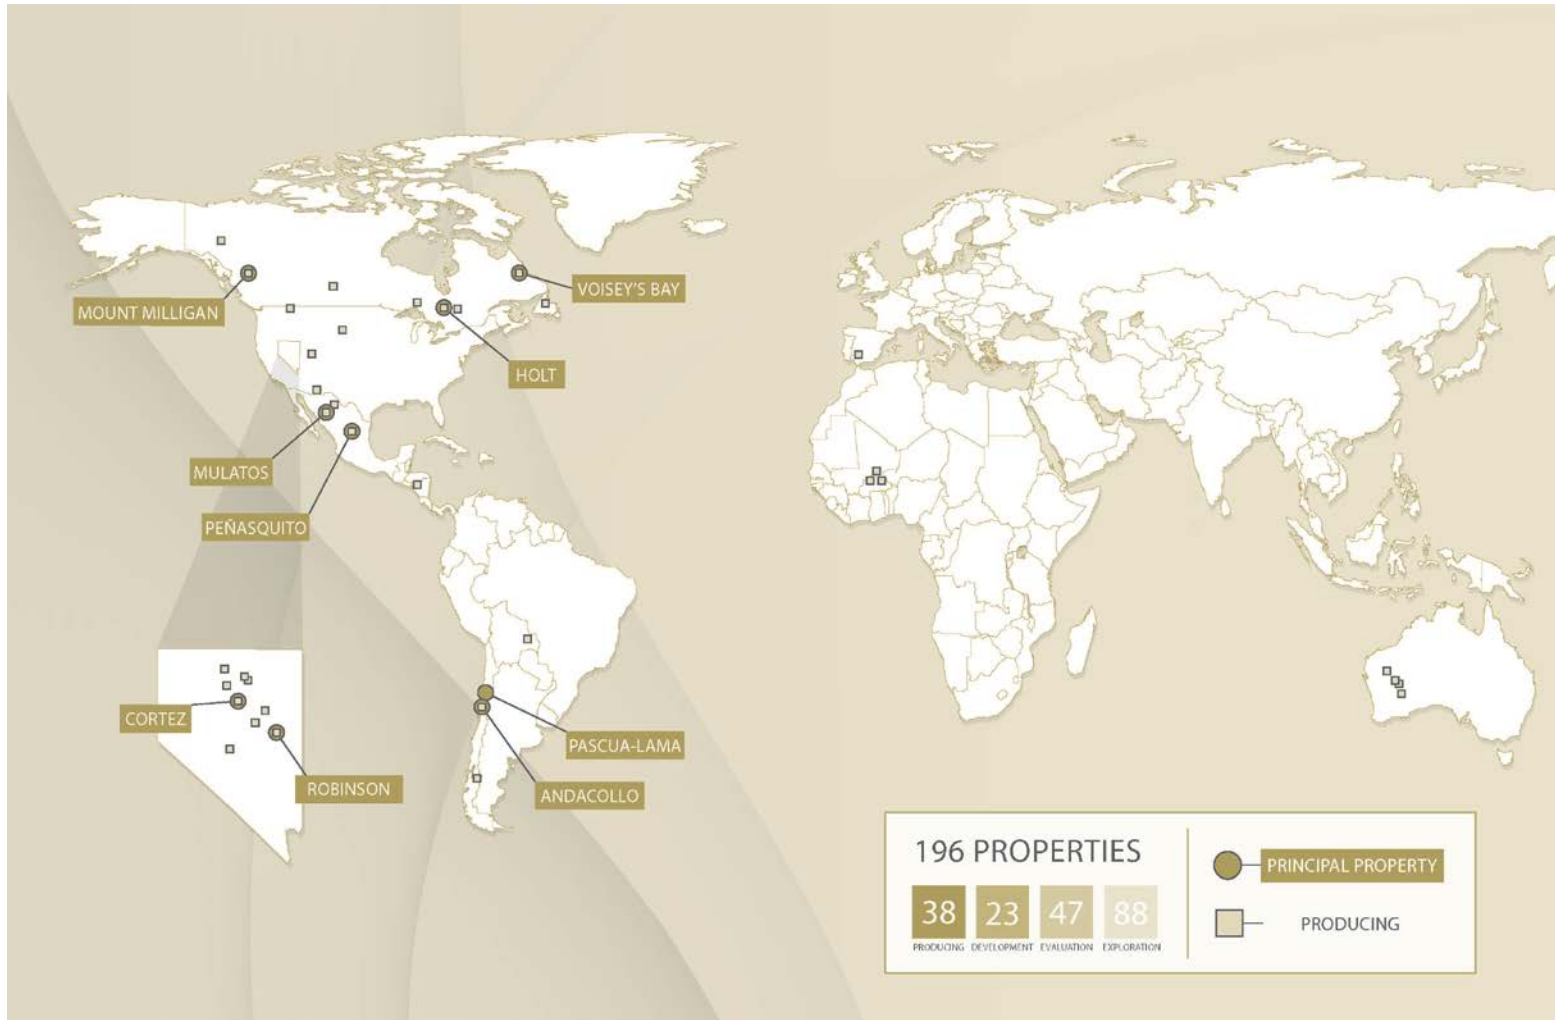 VOISEY'S BAY
MOUNT MILLIGAN
HOLT
MULATOS
PEÑASQUITO
CORTEZ
PASCUA-LAMA
ROBINSON
ANDACOLLO
196 PROPERTIES
38 23 47 88
PRODUCING DEVELOPMENT EVALUATION EXPLORATION
PRINCIPAL PROPERTY
PRODUCING